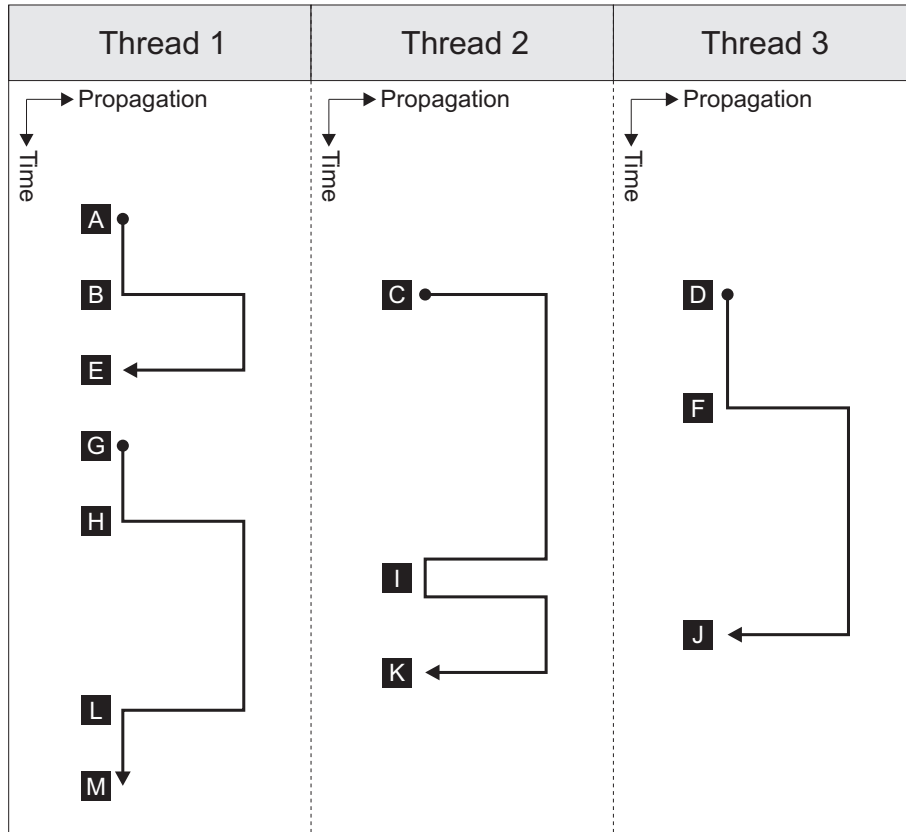 Thread 1 Thread 2 Thread 3
Propagation Propagation Propagation
Time Time Time
A
B C D
E
F
G
H
I
J
K
L
M